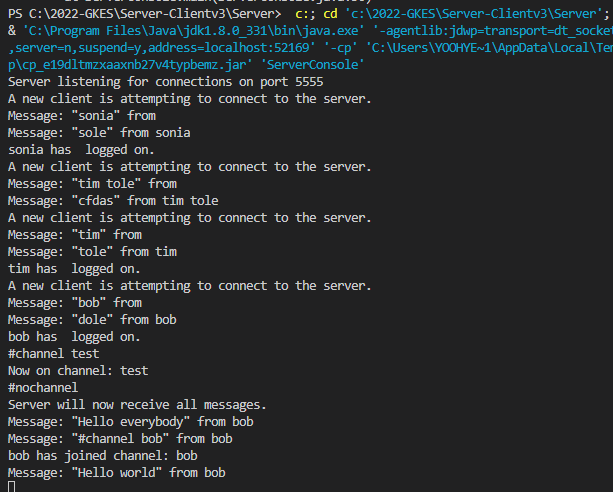 PS C:\2022-GKES\Server-Clientv3\Server>  c:; cd 'c:\2022-GKES\Server-Clientv3\Server';
& 'C:\Program Files\Java\jdk1.8.0_331\bin\java.exe' '-agentlib:jdwp=transport=dt_socket
,server=n,suspend=y,address=localhost:52169' '-cp' 'C:\Users\YOOHYE~1\AppData\Local\Tem
p\cp_e19dltmzxaaxnb27v4typbemz.jar' 'ServerConsole'
Server listening for connections on port 5555
A new client is attempting to connect to the server.
Message: "sonia" from
Message: "sole" from sonia
sonia has  logged on.
A new client is attempting to connect to the server.
Message: "tim tole" from
Message: "cfdas" from tim tole
A new client is attempting to connect to the server.
Message: "tim" from
Message: "tole" from tim
tim has  logged on.
A new client is attempting to connect to the server.
Message: "bob" from
Message: "dole" from bob
bob has  logged on.
#channel test
Now on channel: test
#nochannel
Server will now receive all messages.
Message: "Hello everybody" from bob
Message: "#channel bob" from bob
bob has joined channel: bob
Message: "Hello world" from bob